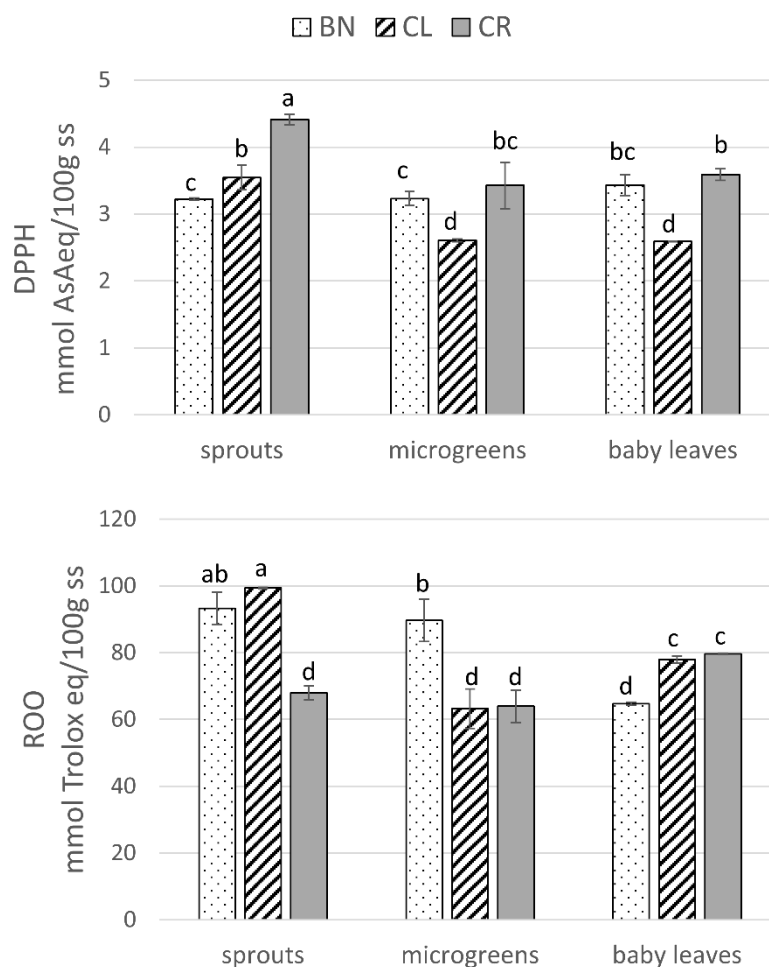 BN CL CR
DPPH
mmol AsAeq/100g ss
5
4
3
2
1
0
c b a c d bc bc d b
sprouts microgreens baby leaves
ROO
mmol Trolox eq/100g ss
120
100
80
60
40
20
0
ab a d b d d d c c
sprouts microgreens baby leaves